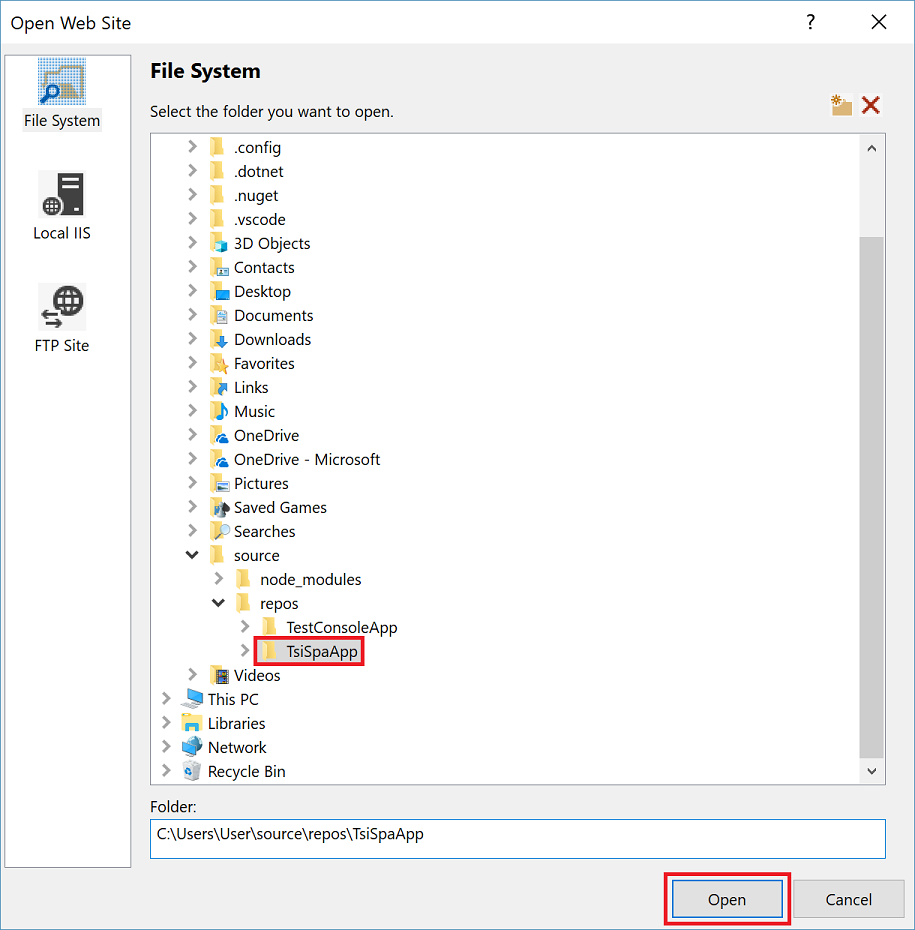 Open Web Site
?
File System
Local IIS
FTP Site
File System
Select the folder you want to open.
.config
.dotnet
.nuget
.vscode
3D Objects
Contacts
Desktop
Documents
Downloads
Favorites
Links
Music
OneDrive
OneDrive - Microsoft
Pictures
Saved Games
Searches
source
node_modules
repos
TestConsoleApp
TsiSpaApp
Videos
This PC
Libraries
Network
Recycle Bin
Folder:
C:\Users\User\source\repos\TsiSpaApp
Open Cancel